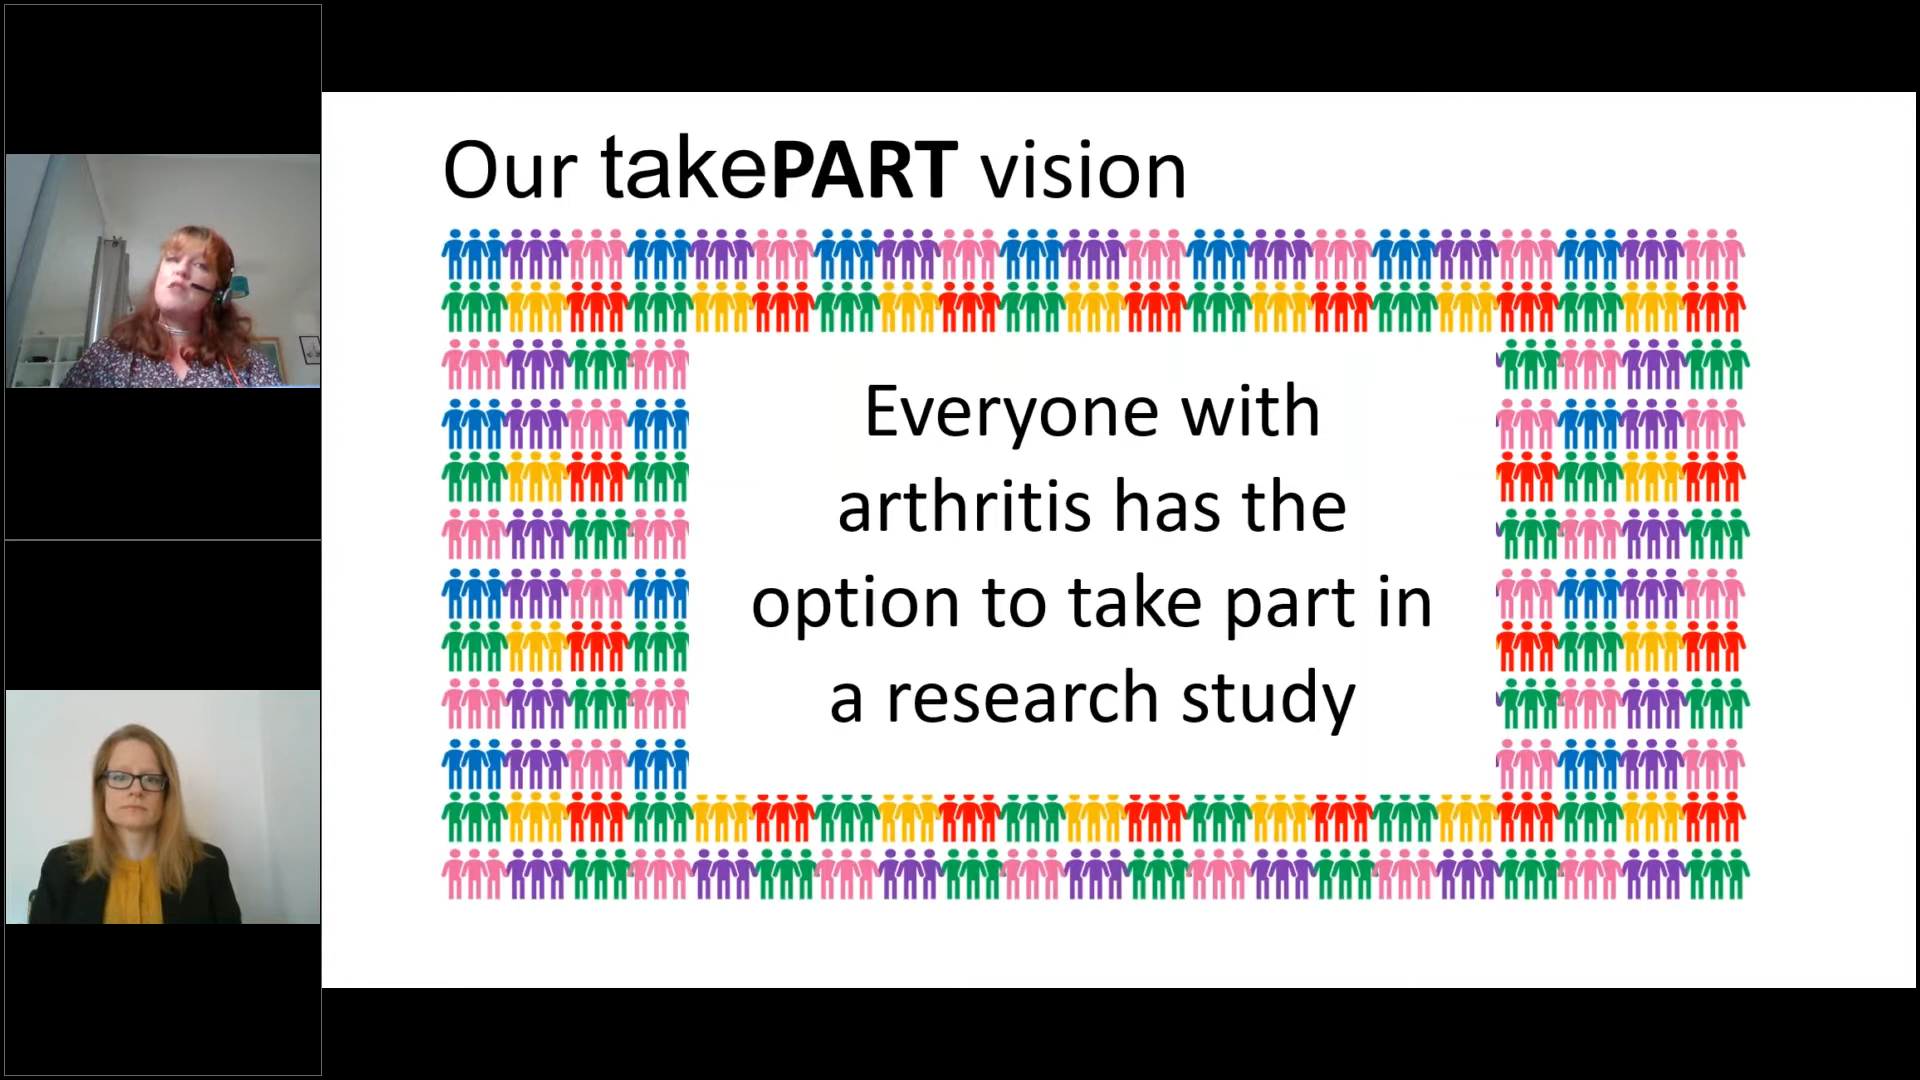 Our takePART vision
Everyone with
arthritis has the
option to take part in
a research study